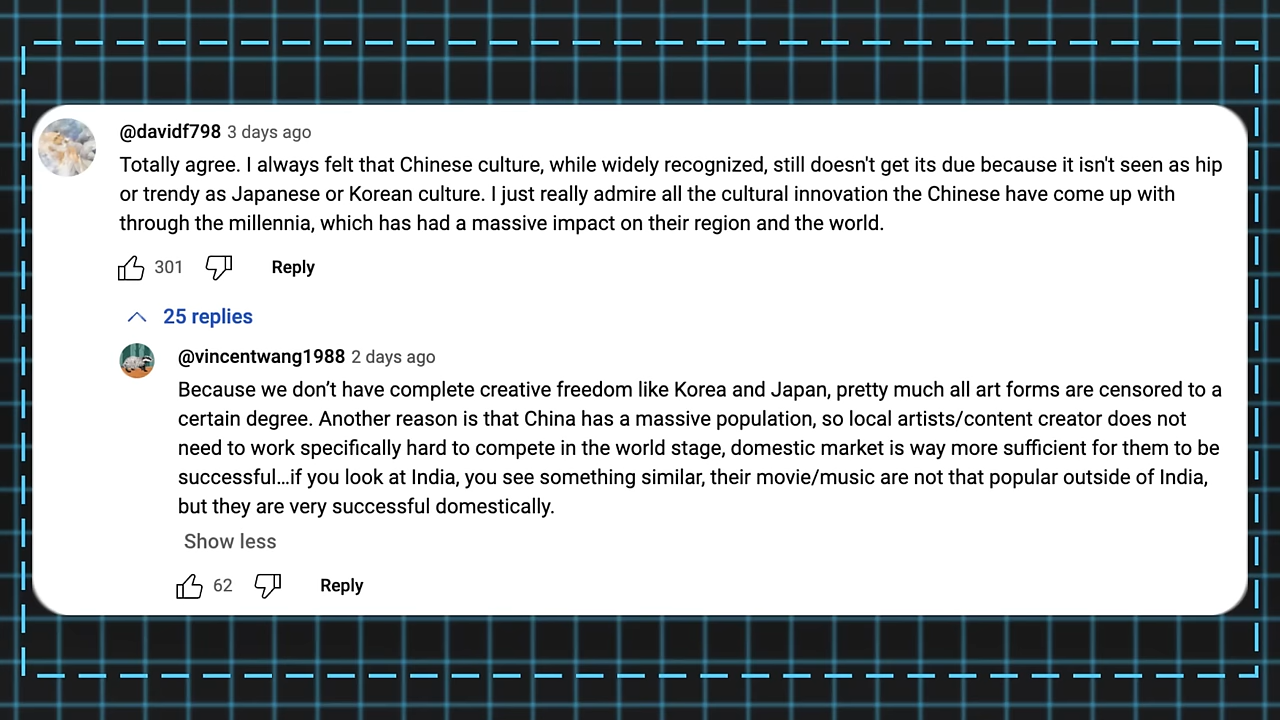 @davidf798 3 days ago
Totally agree. I always felt that Chinese culture, while widely recognized, still doesn't get its due because it isn't seen as hip
or trendy as Japanese or Korean culture. I just really admire all the cultural innovation the Chinese have come up with
through the millennia, which has had a massive impact on their region and the world.
301 Reply
25 replies
@vincentwang1988 2 days ago
Because we don’t have complete creative freedom like Korea and Japan, pretty much all art forms are censored to a
certain degree. Another reason is that China has a massive population, so local artists/content creator does not
need to work specifically hard to compete in the world stage, domestic market is way more sufficient for them to be
successful...if you look at India, you see something similar, their movie/music are not that popular outside of India,
but they are very successful domestically.
Show less
62 Reply